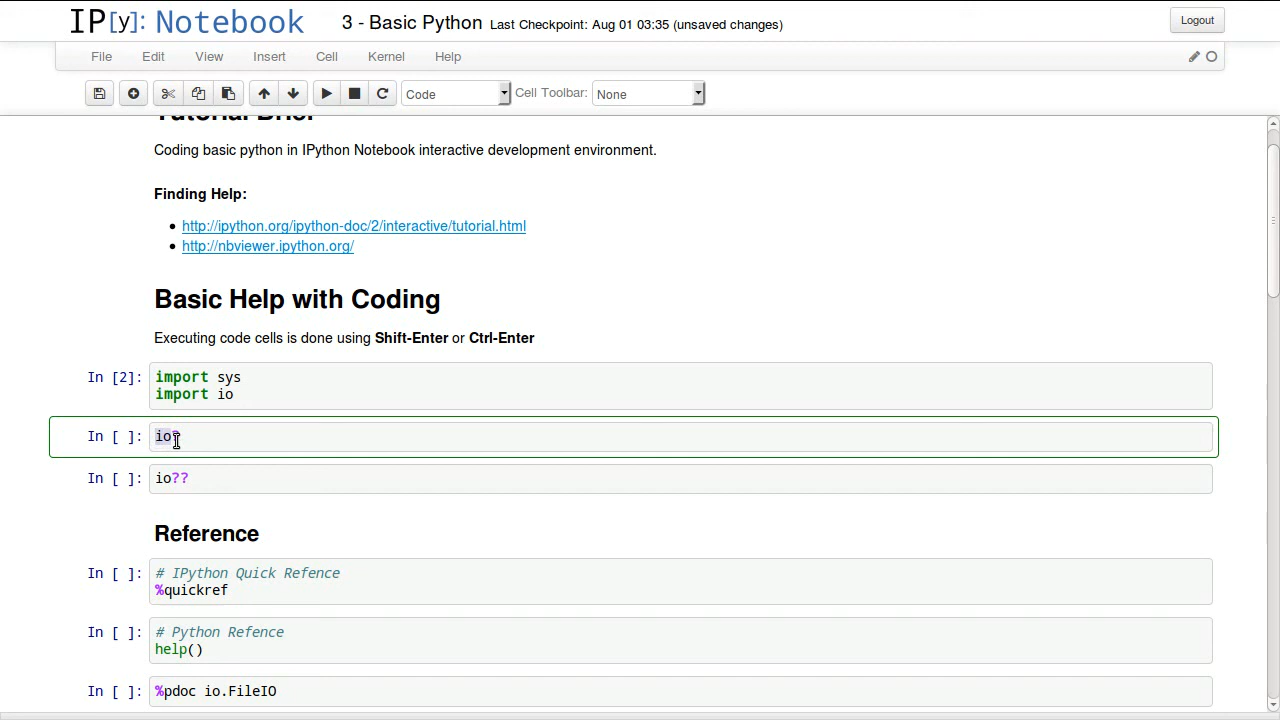 IP[y]: Notebook 3 - Basic Python Last Checkpoint: Aug 01 03:35 (unsaved changes) Logout
File Edit View Insert Cell Kernel Help
Code Cell Toolbar: None
Tutorial Brief
Coding basic python in IPython Notebook interactive development environment.
Finding Help:
http://ipython.org/ipython-doc/2/interactive/tutorial.html
http://nbviewer.ipython.org/
Basic Help with Coding
Executing code cells is done using Shift-Enter or Ctrl-Enter
In [2]: import sys
import io
In [ ]: io?
In [ ]: io??
Reference
In [ ]: # IPython Quick Refence
%quickref
In [ ]: # Python Refence
help()
In [ ]: %pdoc io.FileIO